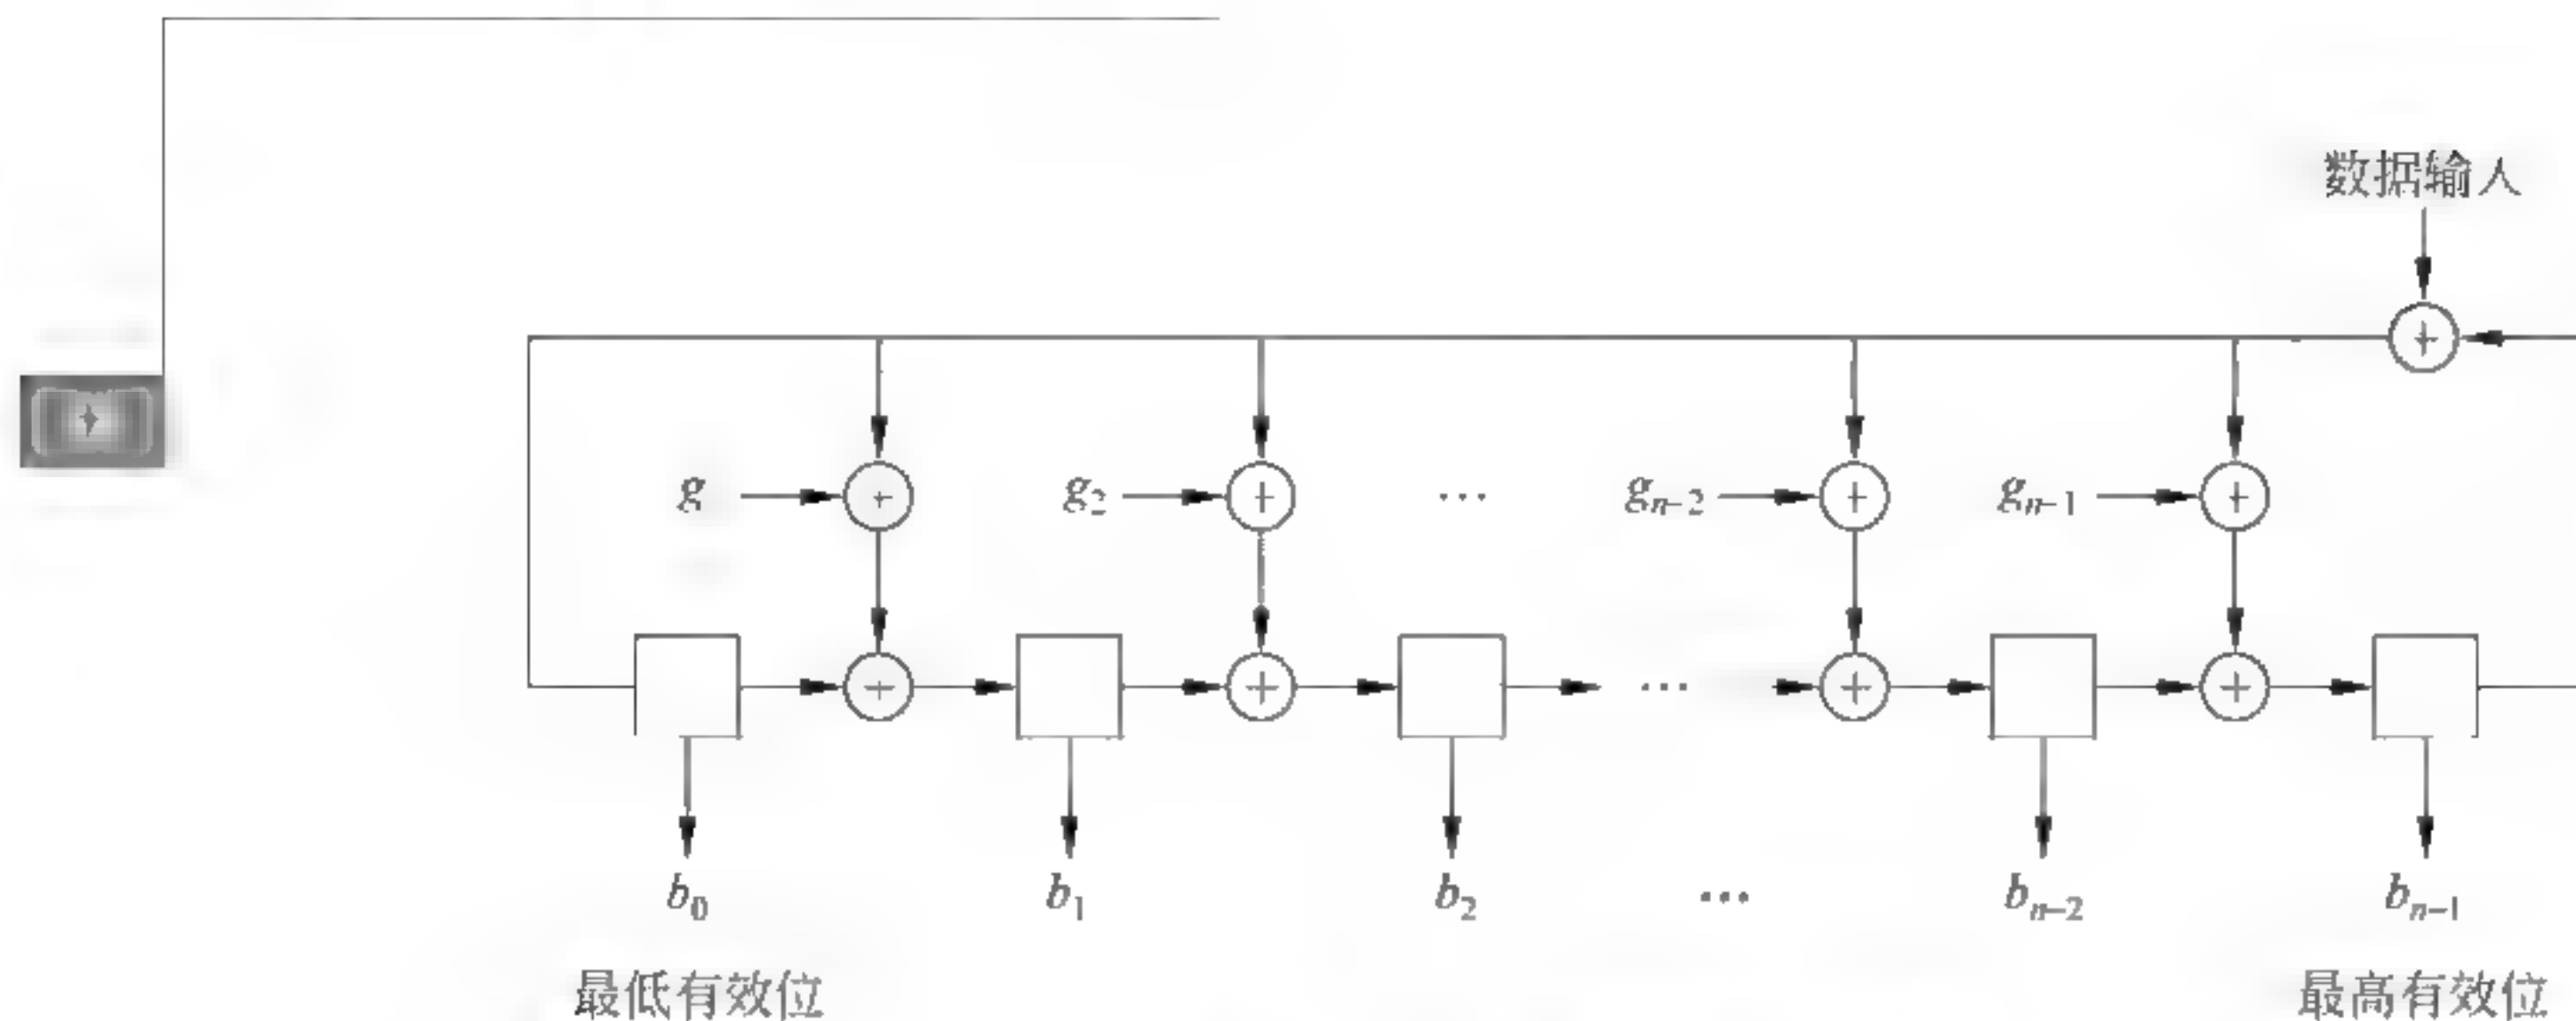 数据输入
g g₂ … gₙ₋₂ gₙ₋₁
b₀ b₁ b₂ … bₙ₋₂ bₙ₋₁
最低有效位 最高有效位